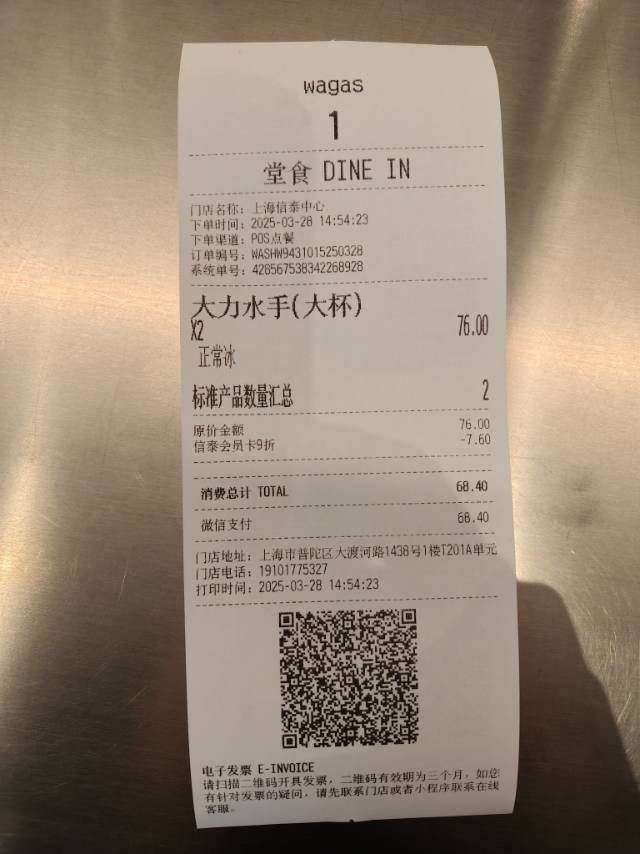 wagas
1
堂食 DINE IN
门店名称: 上海信泰中心
下单时间: 2025-03-28 14:54:23
下单渠道: POS点餐
订单编号: WASHW9431015250328
系统单号: 428567538342268928
大力水手(大杯)
X2 76.00
正常冰
标准产品数量汇总 2
原价金额 76.00
信泰会员卡9折 -7.60
消费总计 TOTAL 68.40
微信支付 68.40
门店地址: 上海市普陀区大渡河路1438号1楼T201A单元
门店电话: 19101775327
打印时间: 2025-03-28 14:54:23
电子发票 E-INVOICE
请扫描二维码开具发票, 二维码有效期为三个月, 如您
有针对发票的疑问, 请先联系门店或者小程序联系在线
客服。